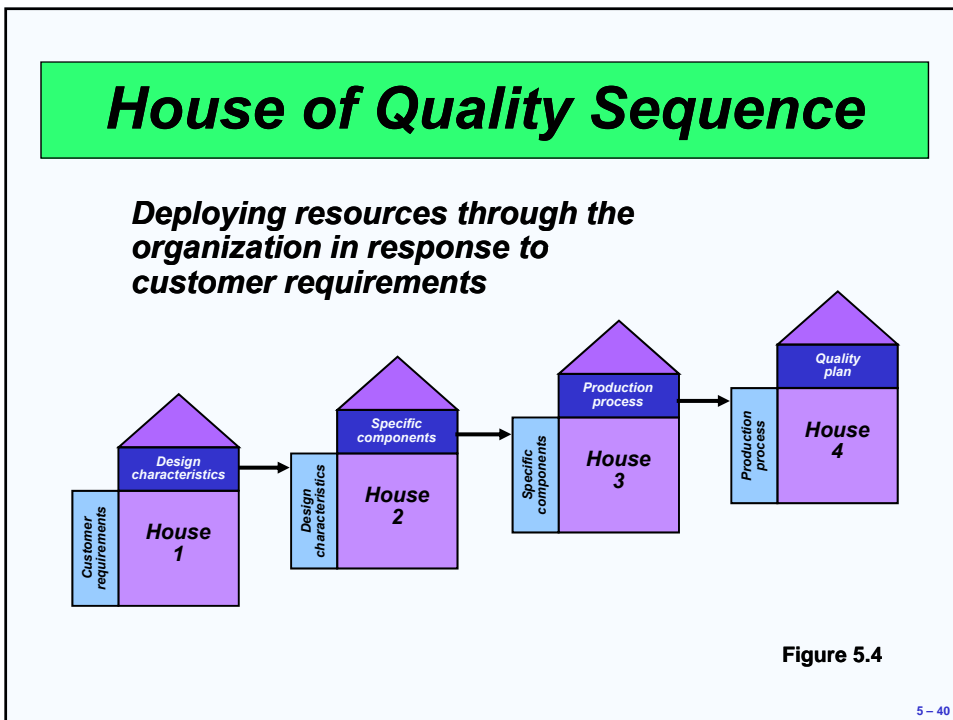 House of Quality Sequence
Deploying resources through the
organization in response to
customer requirements
Customer
requirements
Design
characteristics
House
1
Design
characteristics
Specific
components
House
2
Specific
components
Production
process
House
3
Production
process
Quality
plan
House
4
Figure 5.4
5 – 40